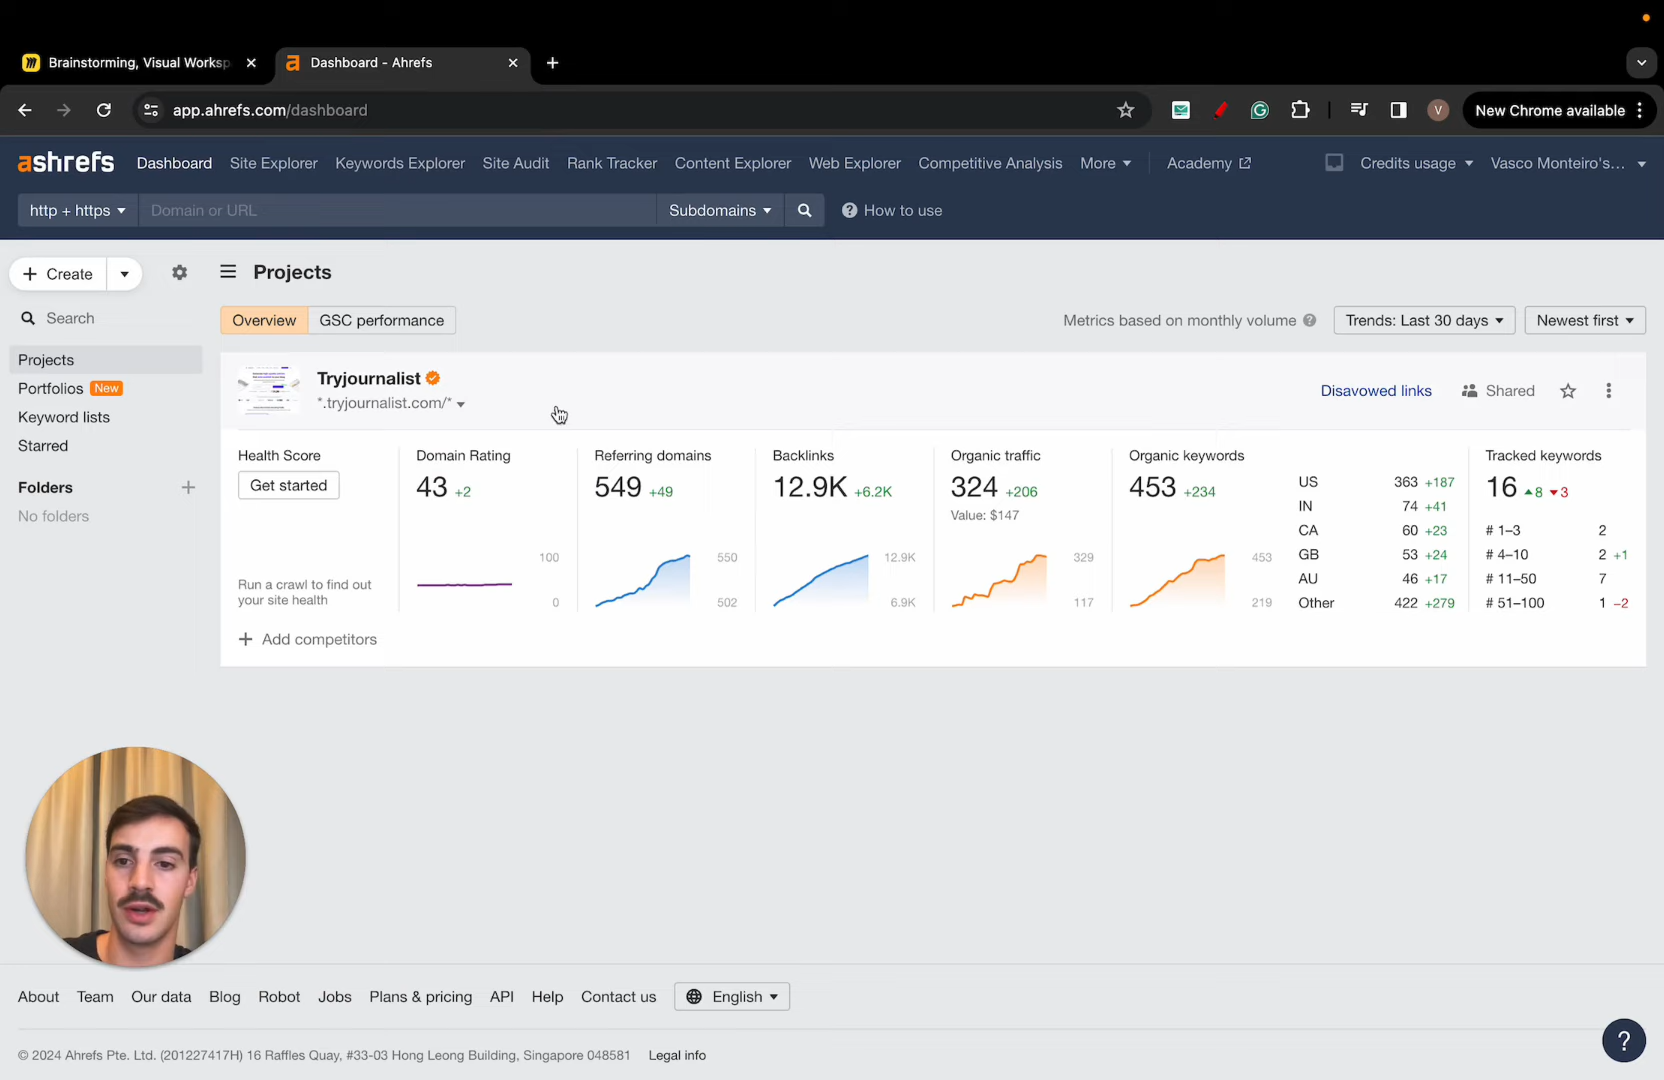 Brainstorming, Visual Worksp
Dashboard - Ahrefs
app.ahrefs.com/dashboard
V
New Chrome available
ashrefs Dashboard Site Explorer Keywords Explorer Site Audit Rank Tracker Content Explorer Web Explorer Competitive Analysis More Academy Credits usage Vasco Monteiro's...
http + https Domain or URL Subdomains How to use
Create
Projects
Search
Overview GSC performance
Metrics based on monthly volume ? Trends: Last 30 days Newest first
Projects
Portfolios New
Keyword lists
Starred
Folders
No folders
Tryjournalist
*.tryjournalist.com/*
Disavowed links Shared
Health Score
Get started
Run a crawl to find out
your site health
Domain Rating
43 +2
100
0
Referring domains
549 +49
550
502
Backlinks
12.9K +6.2K
12.9K
6.9K
Organic traffic
324 +206
Value: $147
329
117
Organic keywords
453 +234
453
219
US 363 +187
IN 74 +41
CA 60 +23
GB 53 +24
AU 46 +17
Other 422 +279
Tracked keywords
16 8 3
# 1–3 2
# 4–10 2 +1
# 11–50 7
# 51–100 1 −2
+ Add competitors
About Team Our data Blog Robot Jobs Plans & pricing API Help Contact us English
© 2024 Ahrefs Pte. Ltd. (201227417H) 16 Raffles Quay, #33-03 Hong Leong Building, Singapore 048581 Legal info
?